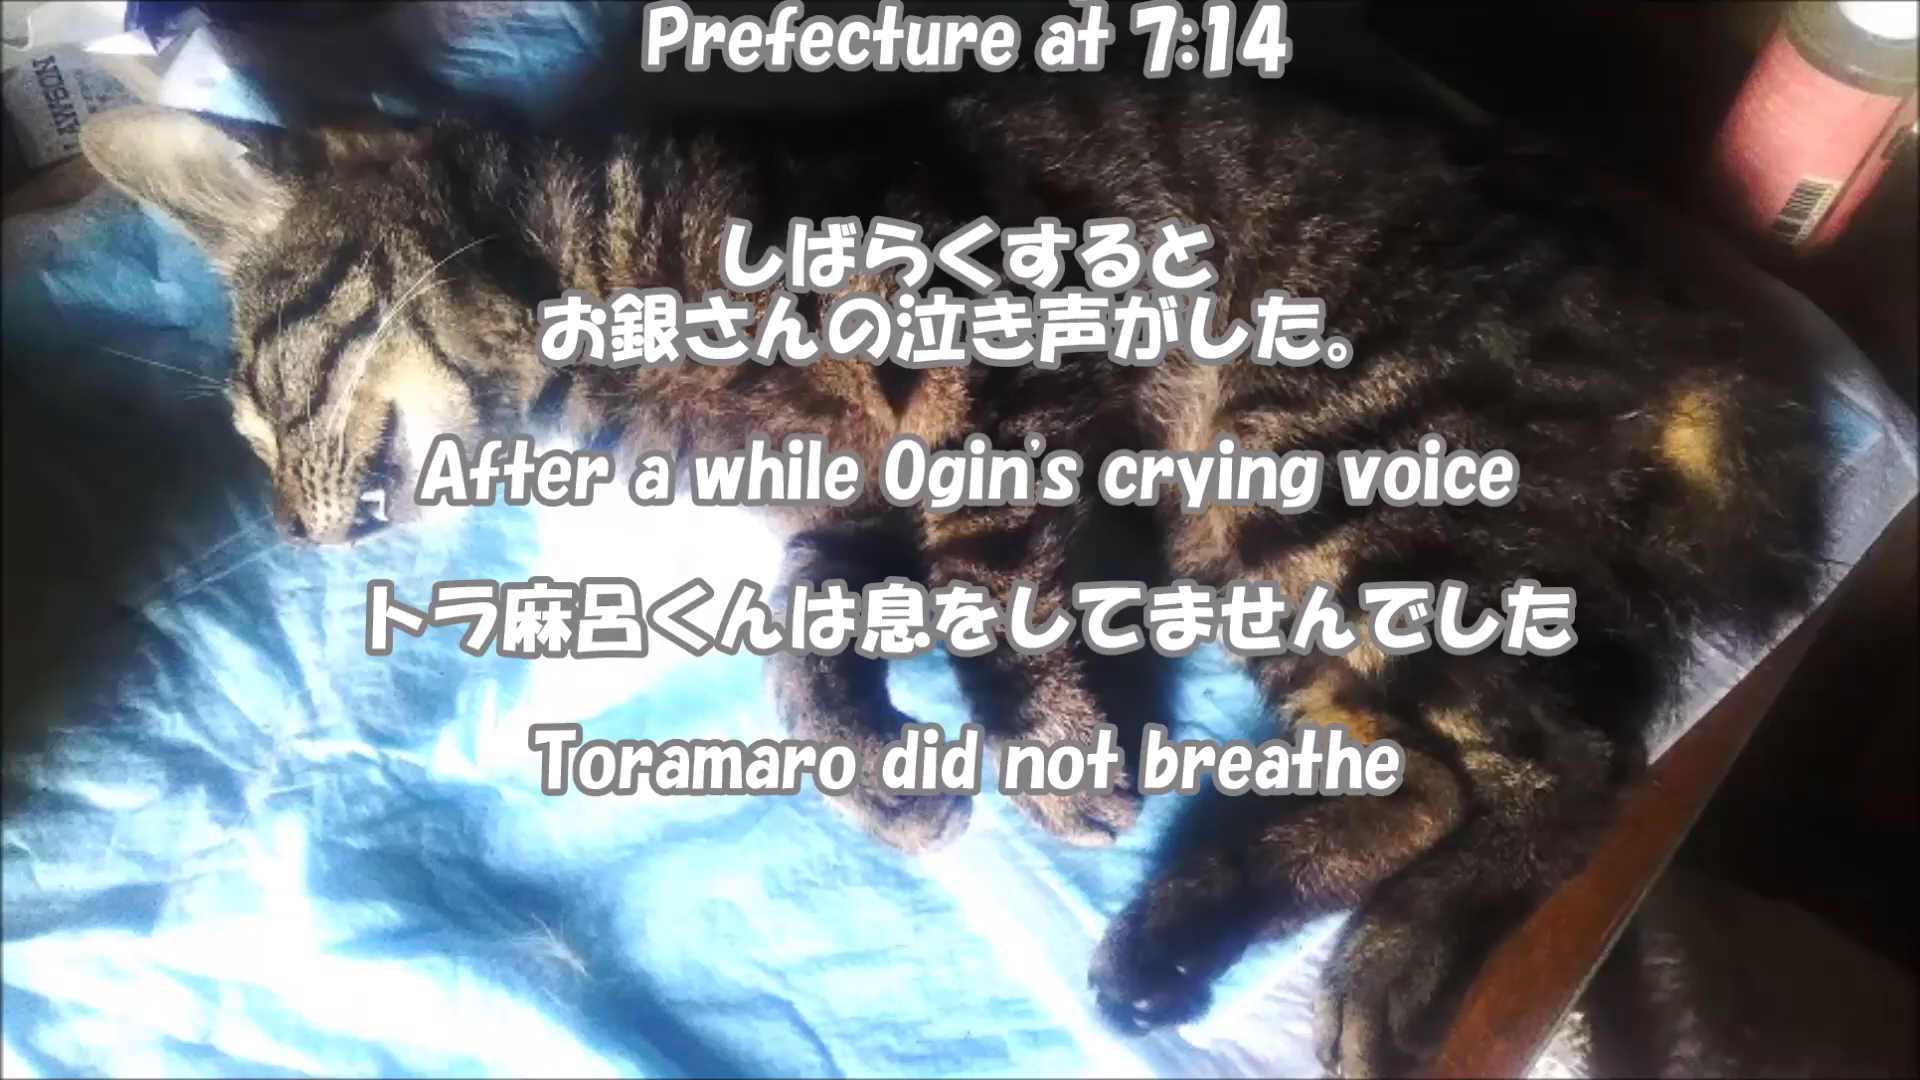 Prefecture at 7:14
LAWSON
しばらくすると
お銀さんの泣き声がした。
After a while Ogin's crying voice
トラ麻呂くんは息をしてませんでした
Toramaro did not breathe